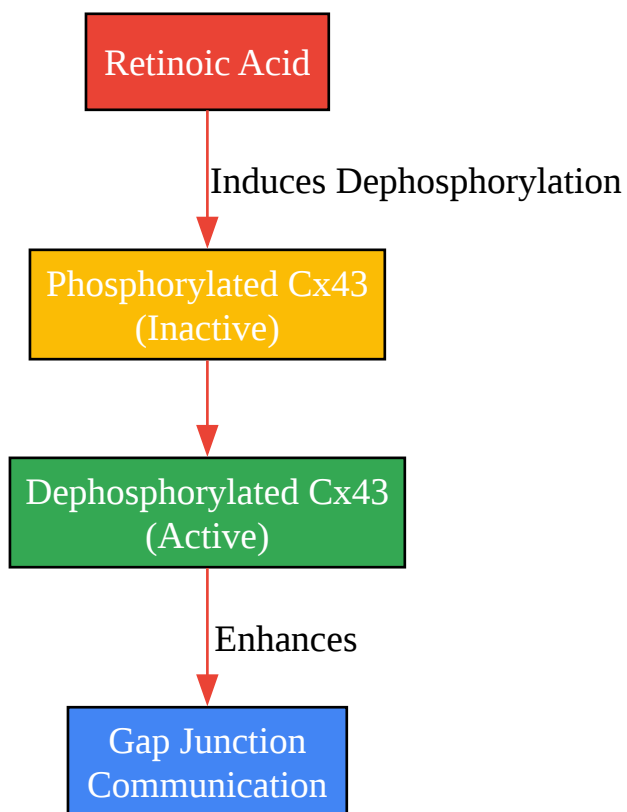 Retinoic Acid
Induces Dephosphorylation
Phosphorylated Cx43
(Inactive)
Dephosphorylated Cx43
(Active)
Enhances
Gap Junction
Communication